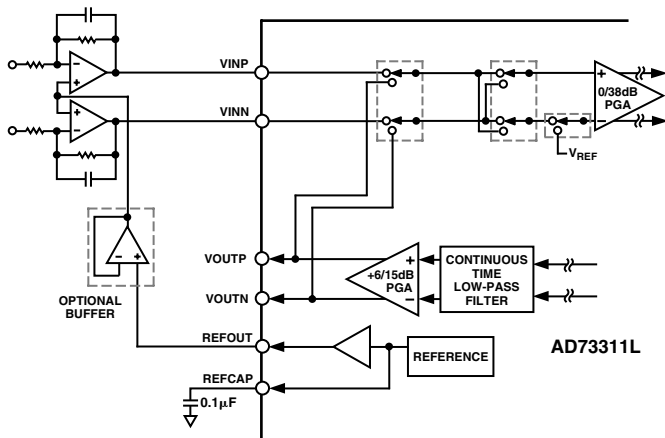 VINP
VINN
0/38dB
PGA
VREF
VOUTP
VOUTN
+6/15dB
PGA
CONTINUOUS
TIME
LOW-PASS
FILTER
OPTIONAL
BUFFER
REFOUT
REFCAP
0.1µF
REFERENCE
AD73311L